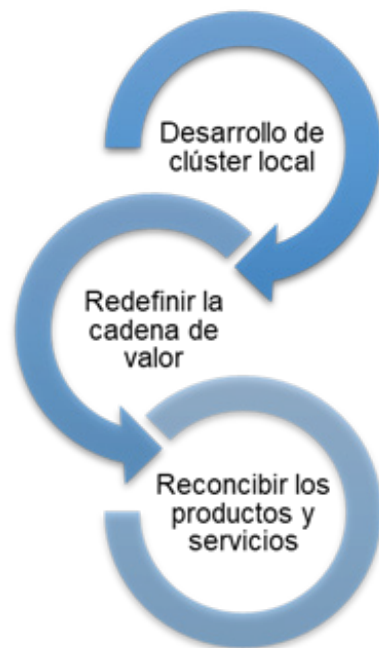 Desarrollo de
clúster local
Redefinir la
cadena de
valor
Reconcibir los
productos y
servicios